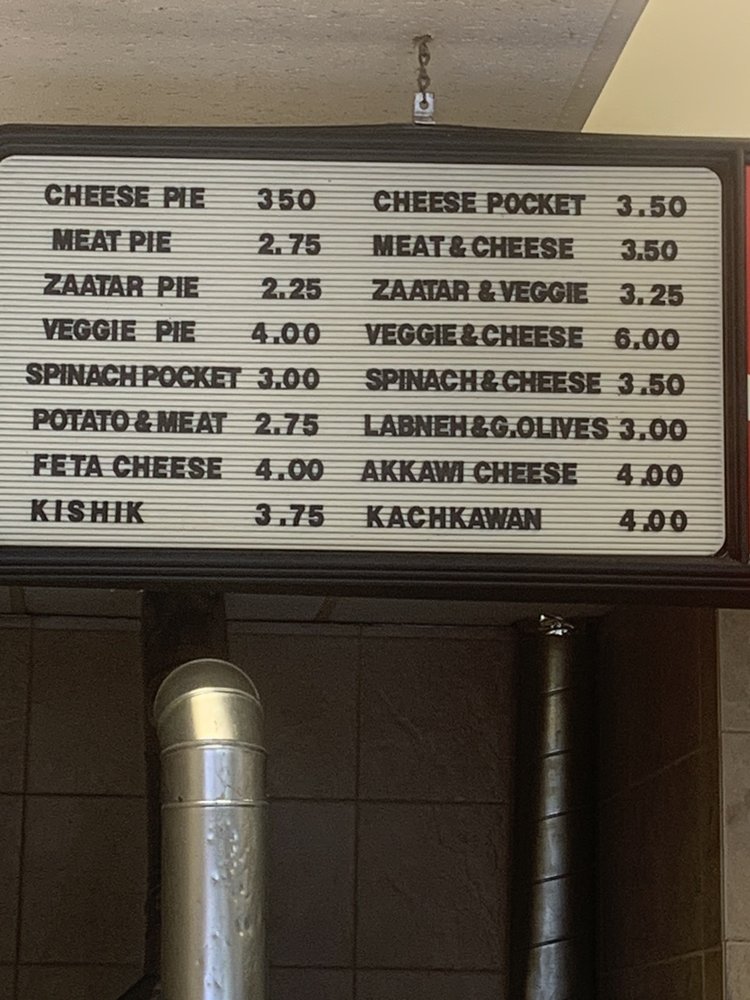 CHEESE PIE 350 CHEESE POCKET 3.50
MEAT PIE 2.75 MEAT & CHEESE 3.50
ZAATAR PIE 2.25 ZAATAR & VEGGIE 3.25
VEGGIE PIE 4.00 VEGGIE & CHEESE 6.00
SPINACH POCKET 3.00 SPINACH & CHEESE 3.50
POTATO & MEAT 2.75 LABNEH & G.OLIVES 3.00
FETA CHEESE 4.00 AKKAWI CHEESE 4.00
KISHIK 3.75 KACHKAWAN 4.00